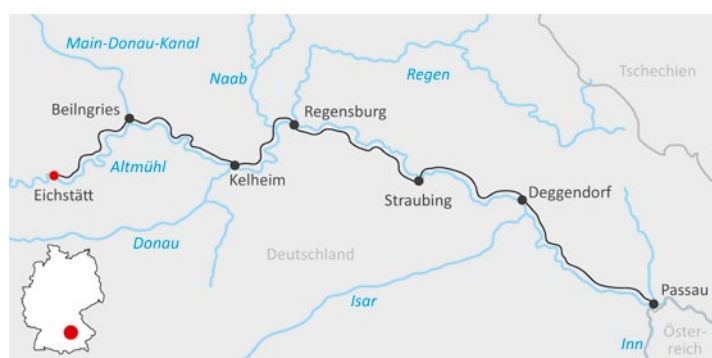 Main-Donau-Kanal
Naab
Regen
Tschechien
Beilngries
Regensburg
Altmühl
Eichstätt
Kelheim
Straubing
Deggendorf
Donau
Deutschland
Isar
Passau
Öster-
reich
Inn